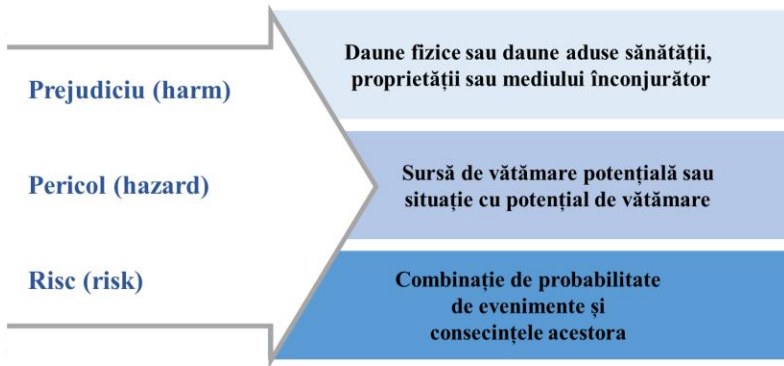 Prejudiciu (harm)
Daune fizice sau daune aduse sănătății,
proprietății sau mediului înconjurător
Pericol (hazard)
Sursă de vătămare potențială sau
situație cu potențial de vătămare
Risc (risk)
Combinație de probabilitate
de evenimente și
consecințele acestora